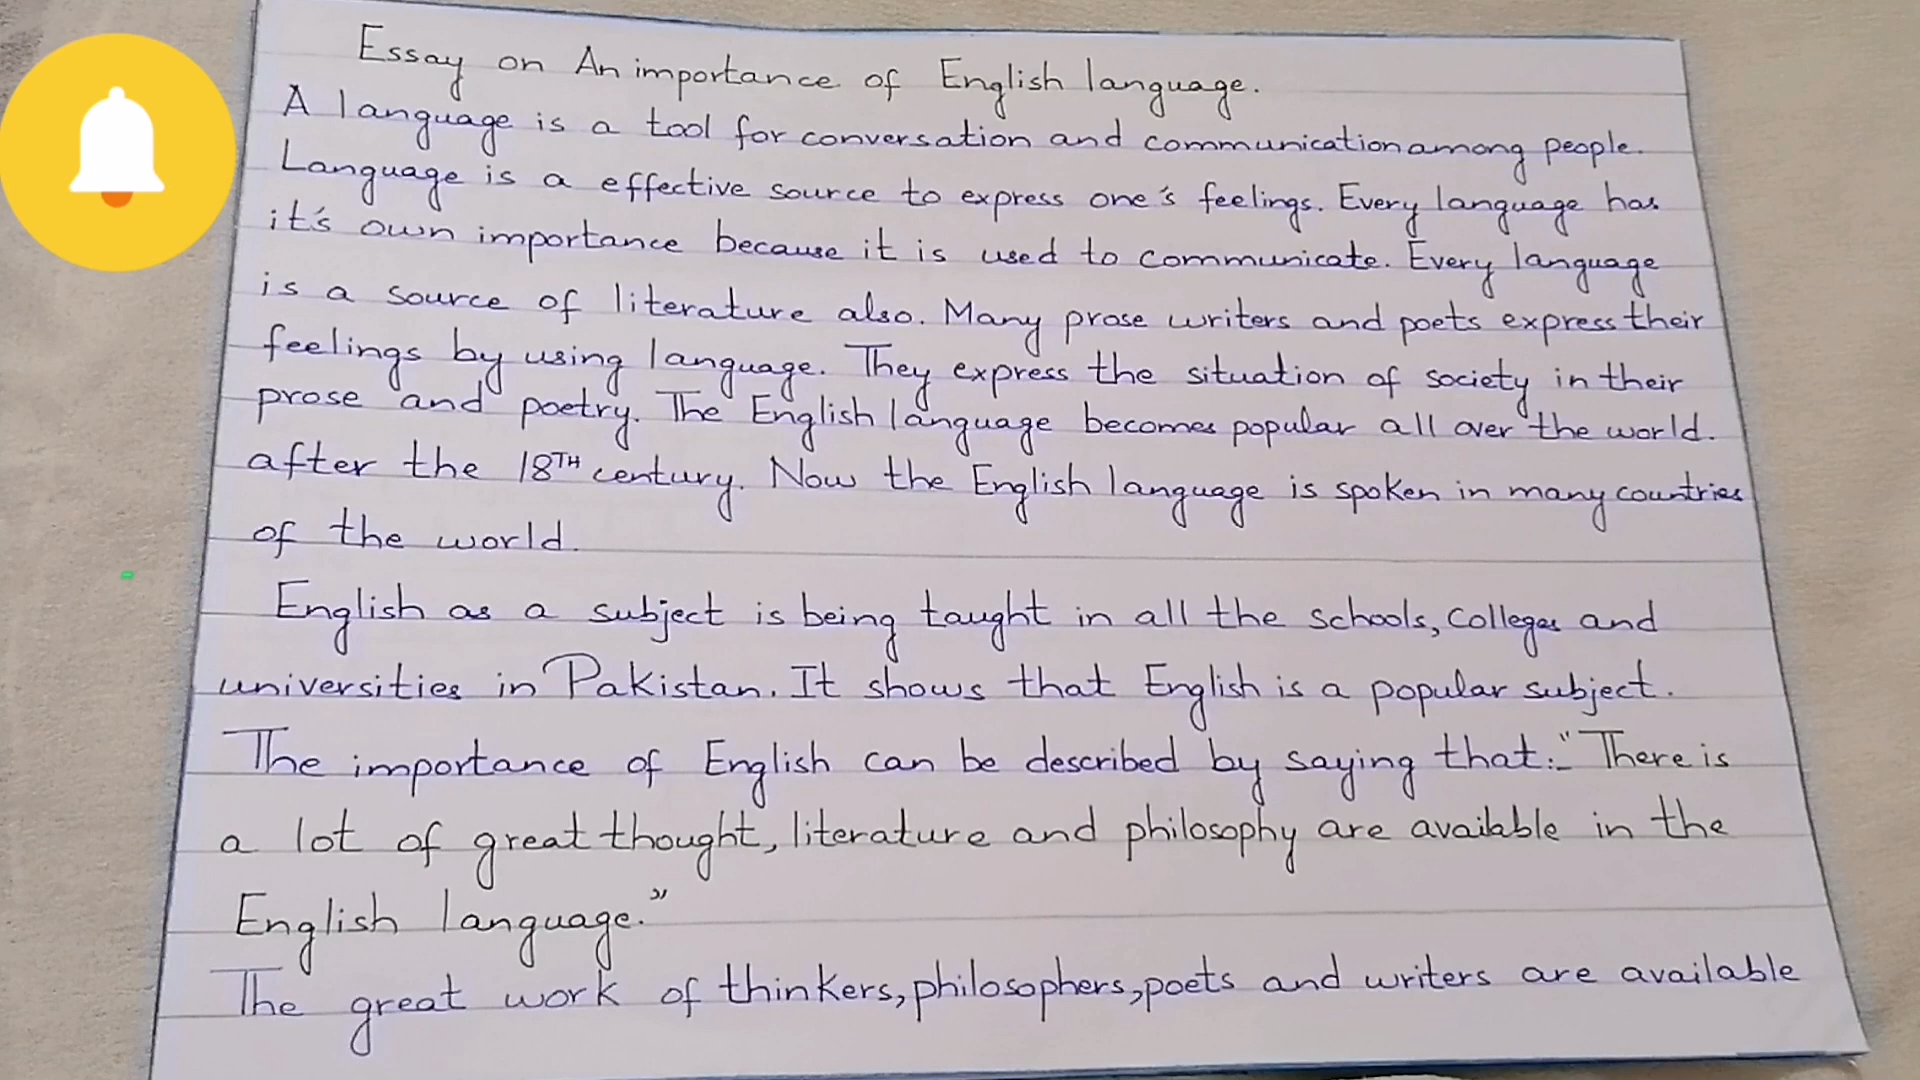 Essay on An importance of English language.
A language is a tool for conversation and communication among people.
Language is a effective source to express one's feelings. Every language has
it's own importance because it is used to communicate. Every language
is a source of literature also. Many prose writers and poets express their
feelings by using language. They express the situation of society in their
prose and poetry. The English language becomes popular all over the world.
after the 18TH century. Now the English language is spoken in many countries
of the world.
English as a subject is being taught in all the schools, colleges and
universities in Pakistan. It shows that English is a popular subject.
The importance of English can be described by saying that:- "There is
a lot of great thought, literature and philosophy are available in the
English language."
The great work of thinkers, philosophers, poets and writers are available